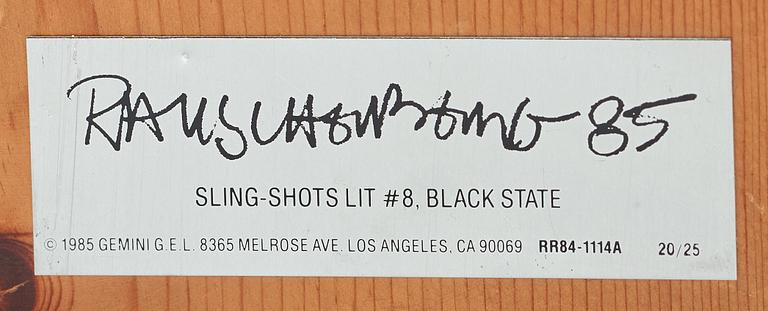 RAUSCHENBERG 85
SLING-SHOTS LIT #8, BLACK STATE
© 1985 GEMINI G.E.L. 8365 MELROSE AVE. LOS ANGELES, CA 90069 RR84-1114A 20/25